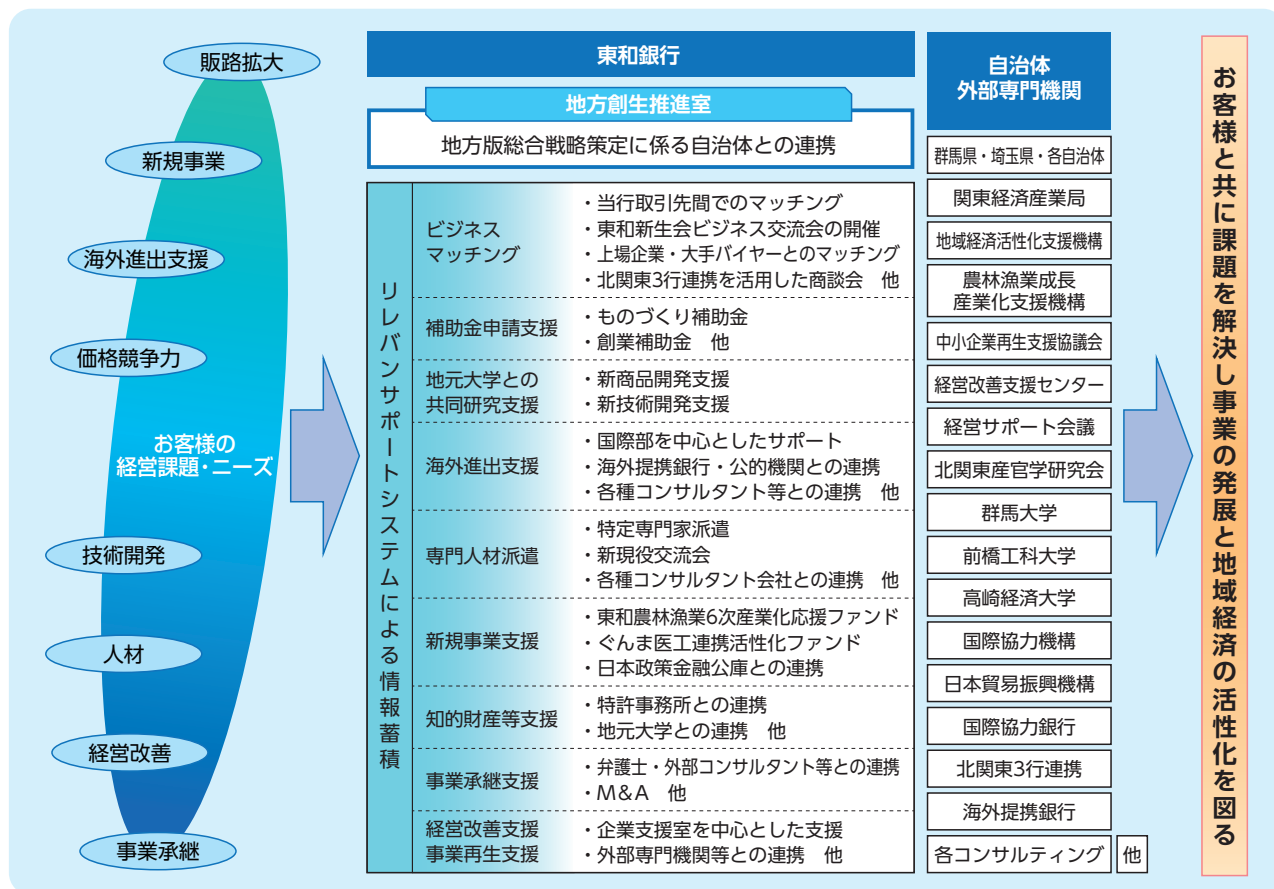 販路拡大
新規事業
海外進出支援
価格競争力
お客様の
経営課題・ニーズ
技術開発
人材
経営改善
事業承継
東和銀行
地方創生推進室
地方版総合戦略策定に係る自治体との連携
リレバンサポートシステムによる情報蓄積
ビジネス
マッチング
・当行取引先間でのマッチング
・東和新生会ビジネス交流会の開催
・上場企業・大手バイヤーとのマッチング
・北関東3行連携を活用した商談会　他
補助金申請支援
・ものづくり補助金
・創業補助金　他
地元大学との
共同研究支援
・新商品開発支援
・新技術開発支援
海外進出支援
・国際部を中心としたサポート
・海外提携銀行・公的機関との連携
・各種コンサルタント等との連携　他
専門人材派遣
・特定専門家派遣
・新現役交流会
・各種コンサルタント会社との連携　他
新規事業支援
・東和農林漁業6次産業化応援ファンド
・ぐんま医工連携活性化ファンド
・日本政策金融公庫との連携
知的財産等支援
・特許事務所との連携
・地元大学との連携　他
事業承継支援
・弁護士・外部コンサルタント等との連携
・M&A　他
経営改善支援
事業再生支援
・企業支援室を中心とした支援
・外部専門機関等との連携　他
自治体
外部専門機関
群馬県・埼玉県・各自治体
関東経済産業局
地域経済活性化支援機構
農林漁業成長
産業化支援機構
中小企業再生支援協議会
経営改善支援センター
経営サポート会議
北関東産官学研究会
群馬大学
前橋工科大学
高崎経済大学
国際協力機構
日本貿易振興機構
国際協力銀行
北関東3行連携
海外提携銀行
各コンサルティング
他
お客様と共に課題を解決し事業の発展と地域経済の活性化を図る